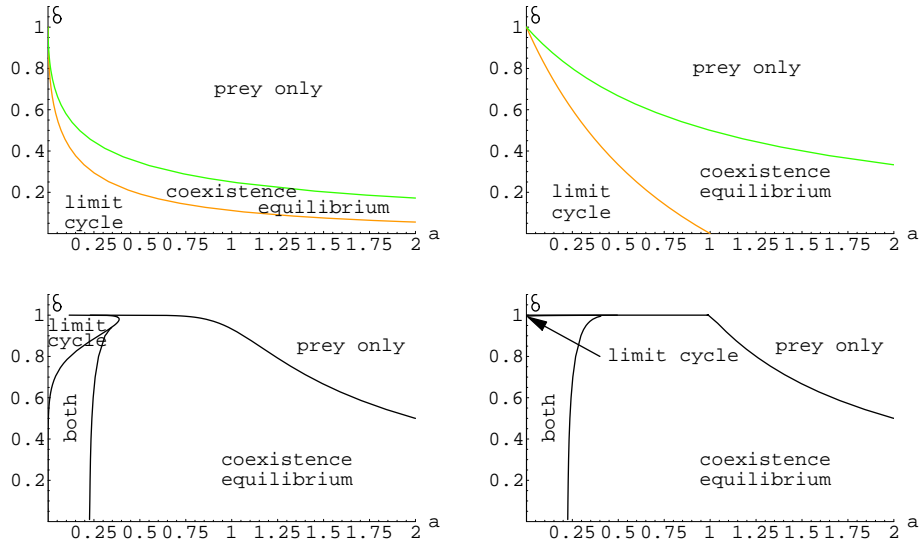 δ
1
0.8
0.6
0.4
0.2
prey only
coexistence
equilibrium
limit
cycle
0.25 0.5 0.75 1 1.25 1.5 1.75 2 a
δ
1
0.8
0.6
0.4
0.2
prey only
coexistence
equilibrium
limit
cycle
0.25 0.5 0.75 1 1.25 1.5 1.75 2 a
δ
1
0.8
0.6
0.4
0.2
limit
cycle
prey only
both
coexistence
equilibrium
0.25 0.5 0.75 1 1.25 1.5 1.75 2 a
δ
1
0.8
0.6
0.4
0.2
prey only
limit cycle
both
coexistence
equilibrium
0.25 0.5 0.75 1 1.25 1.5 1.75 2 a